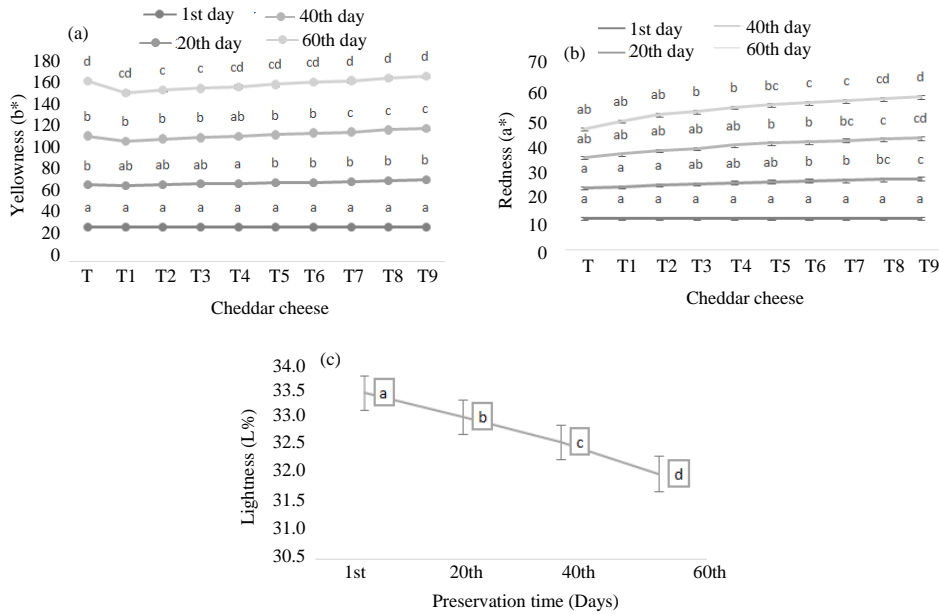 (a)
1st day
40th day
20th day
60th day
Yellowness (b*)
180
160
140
120
100
80
60
40
20
0
d cd c c cd cd cd d d d
b b b b ab b b c c c
b ab ab ab a b b b b b
a a a a a a a a a a
T T1 T2 T3 T4 T5 T6 T7 T8 T9
Cheddar cheese
(b)
1st day
40th day
20th day
60th day
Redness (a*)
70
60
50
40
30
20
10
0
ab ab ab b b bc c c cd d
ab ab ab ab ab b b bc c cd
a a a ab ab ab b b bc c
a a a a a a a a a a
T T1 T2 T3 T4 T5 T6 T7 T8 T9
Cheddar cheese
(c)
Lightness (L%)
34.0
33.5
33.0
32.5
32.0
31.5
31.0
30.5
a
b
c
d
1st 20th 40th 60th
Preservation time (Days)